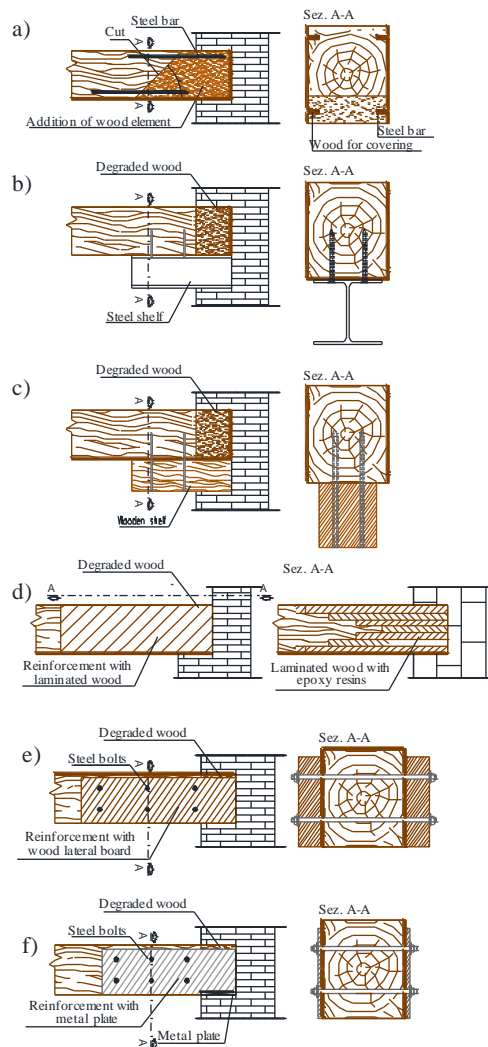 a)
Steel bar
Cut
A
A
Addition of wood element
Sez. A-A
Steel bar
Wood for covering
b)
Degraded wood
A
A
Steel shelf
Sez. A-A
c)
Degraded wood
A
A
Wooden shelf
Sez. A-A
d)
Degraded wood
A
A
Reinforcement with
laminated wood
Sez. A-A
Laminated wood with
epoxy resins
e)
Degraded wood
Steel bolts
A
A
Reinforcement with
wood lateral board
Sez. A-A
f)
Degraded wood
Steel bolts
A
A
Reinforcement with
metal plate
Metal plate
Sez. A-A